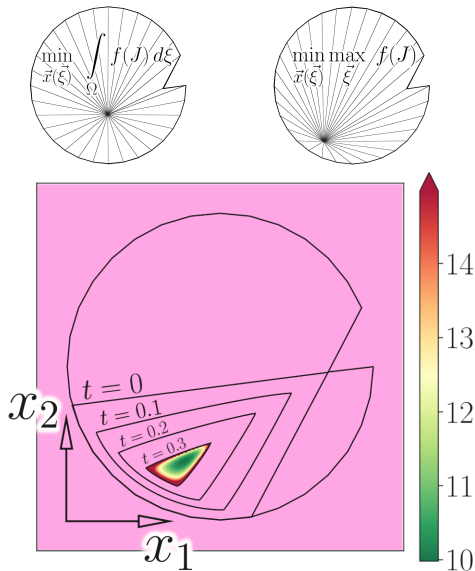 min ∫ f(J) dξ
x⃗(ξ⃗) Ω
min max f(J)
x⃗(ξ⃗) ξ⃗
14
13
t = 0
t = 0.1
12
t = 0.2
x₂
t = 0.3
11
x₁
10